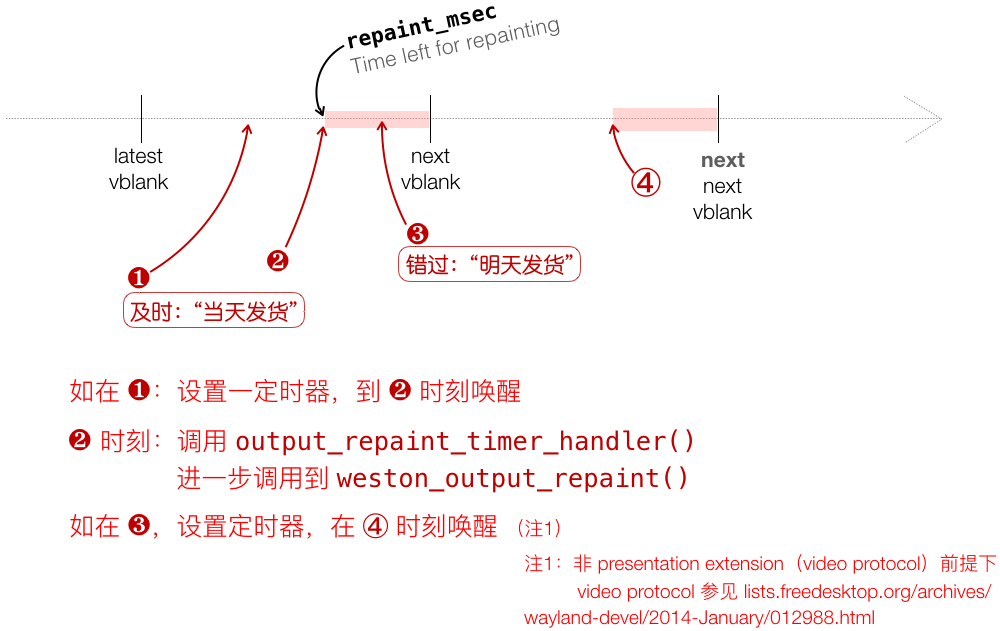 repaint_msec
Time left for repainting
latest
vblank
next
vblank
next
next
vblank
④
❸
错过：“明天发货”
❷
❶
及时：“当天发货”
如在 ❶：设置一定时器，到 ❷ 时刻唤醒
❷ 时刻：调用 output_repaint_timer_handler()
进一步调用到 weston_output_repaint()
如在 ❸，设置定时器，在 ④ 时刻唤醒（注1）
注1：非 presentation extension（video protocol）前提下
video protocol 参见 lists.freedesktop.org/archives/
wayland-devel/2014-January/012988.html